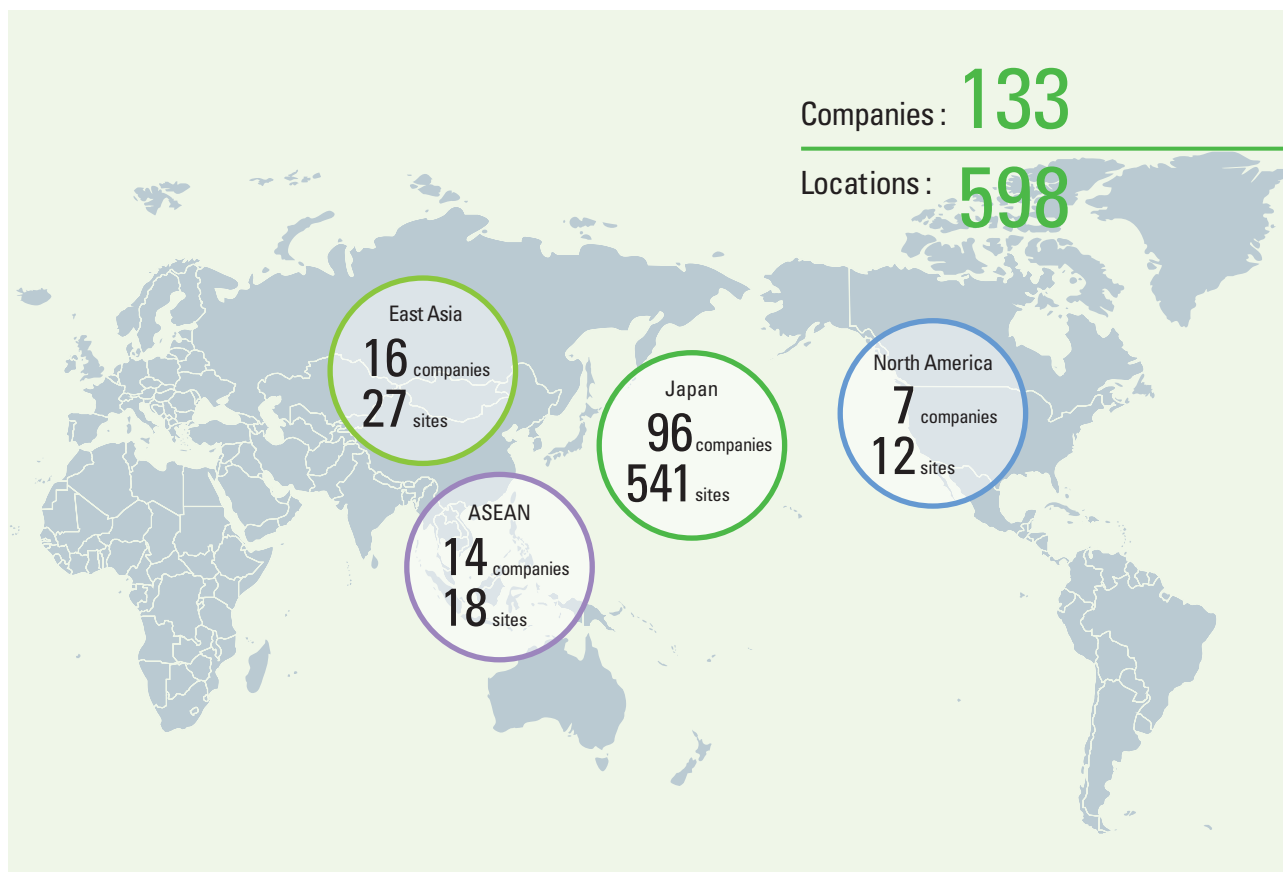 Companies : 133
Locations : 598
East Asia
16 companies
27 sites
Japan
96 companies
541 sites
North America
7 companies
12 sites
ASEAN
14 companies
18 sites